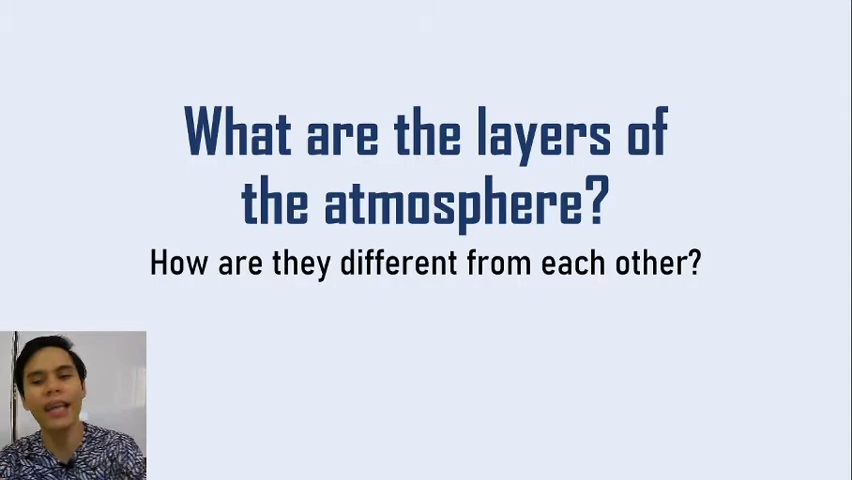 What are the layers of
the atmosphere?
How are they different from each other?